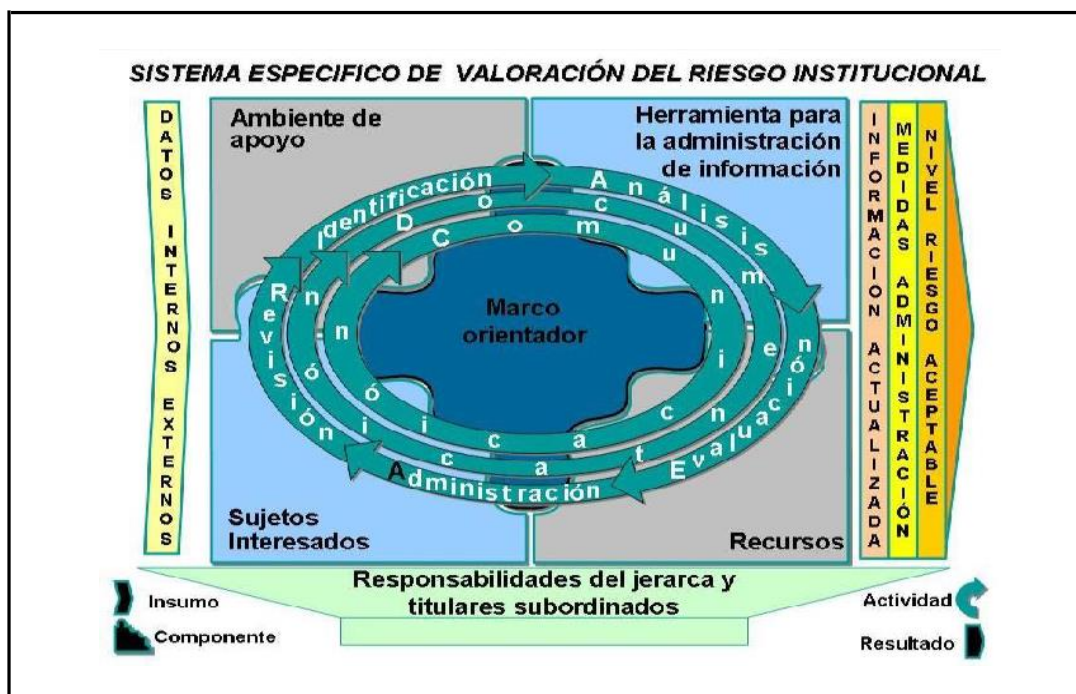 SISTEMA ESPECIFICO DE VALORACIÓN DEL RIESGO INSTITUCIONAL
DATOS INTERNOS EXTERNOS
Ambiente de
apoyo
Herramienta para
la administración
de información
Identificación
Análisis
Evaluación
Administración
Revisión
Documentación
Comunicación
Marco
orientador
Sujetos
Interesados
Recursos
INFORMACIÓN ACTUALIZADA
MEDIDAS ADMINISTRACIÓN
NIVEL RIESGO ACEPTABLE
Responsabilidades del jerarca y
titulares subordinados
Insumo
Componente
Actividad
Resultado